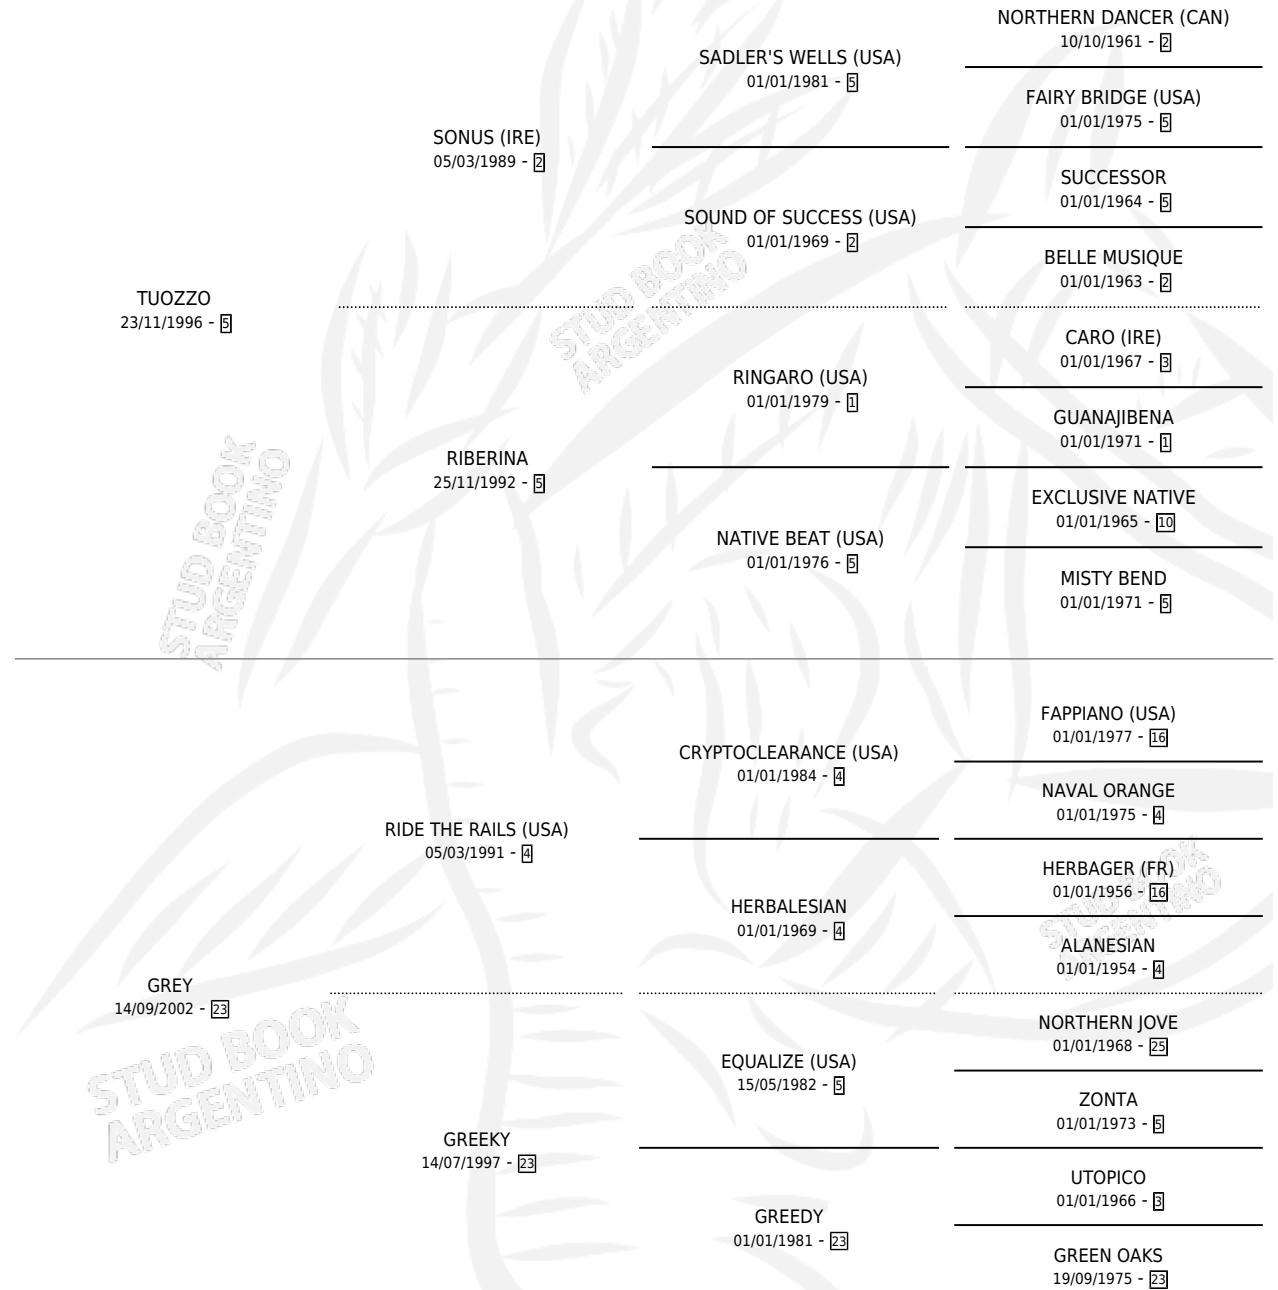 NORTHERN DANCER (CAN)
10/10/1961 - 2
SADLER'S WELLS (USA)
01/01/1981 - 5
FAIRY BRIDGE (USA)
01/01/1975 - 5
SONUS (IRE)
05/03/1989 - 2
SUCCESSOR
01/01/1964 - 5
SOUND OF SUCCESS (USA)
01/01/1969 - 2
BELLE MUSIQUE
01/01/1963 - 2
STUD BOOK
ARGENTINO
TUOZZO
23/11/1996 - 5
CARO (IRE)
01/01/1967 - 3
RINGARO (USA)
01/01/1979 - 1
GUANAJIBENA
01/01/1971 - 1
RIBERINA
25/11/1992 - 5
EXCLUSIVE NATIVE
01/01/1965 - 10
NATIVE BEAT (USA)
01/01/1976 - 5
MISTY BEND
01/01/1971 - 5
STUD BOOK
ARGENTINO
FAPPIANO (USA)
01/01/1977 - 16
CRYPTOCLEARANCE (USA)
01/01/1984 - 4
NAVAL ORANGE
01/01/1975 - 4
RIDE THE RAILS (USA)
05/03/1991 - 4
HERBAGER (FR)
01/01/1956 - 16
HERBALESIAN
01/01/1969 - 4
ALANESIAN
01/01/1954 - 4
STUD BOOK
ARGENTINO
GREY
14/09/2002 - 23
NORTHERN JOVE
01/01/1968 - 25
EQUALIZE (USA)
15/05/1982 - 5
ZONTA
01/01/1973 - 5
STUD BOOK
ARGENTINO
GREEKY
14/07/1997 - 23
UTOPICO
01/01/1966 - 3
GREEDY
01/01/1981 - 23
GREEN OAKS
19/09/1975 - 23